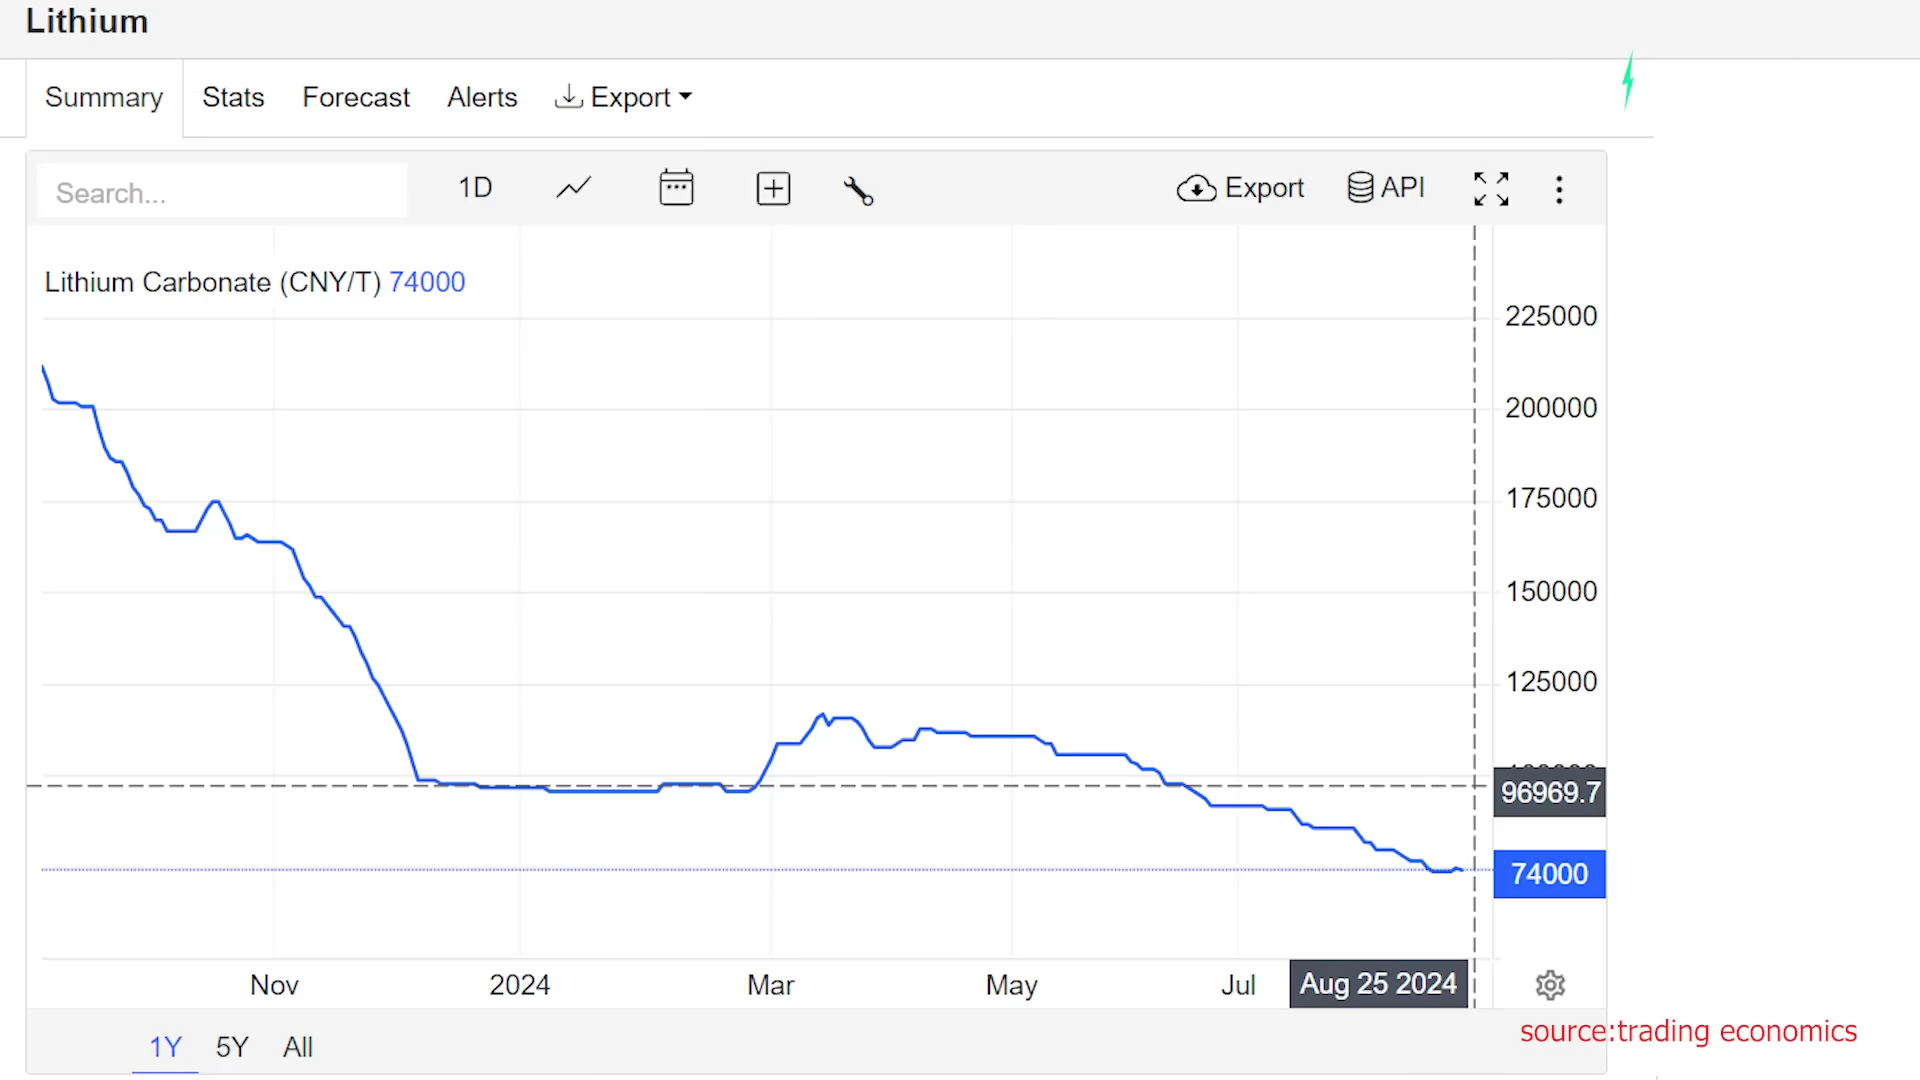 Lithium
Summary Stats Forecast Alerts Export
Search... 1D Export API
Lithium Carbonate (CNY/T) 74000
225000
200000
175000
150000
125000
96969.7
74000
Nov 2024 Mar May Jul Aug 25 2024
source:trading economics
1Y 5Y All